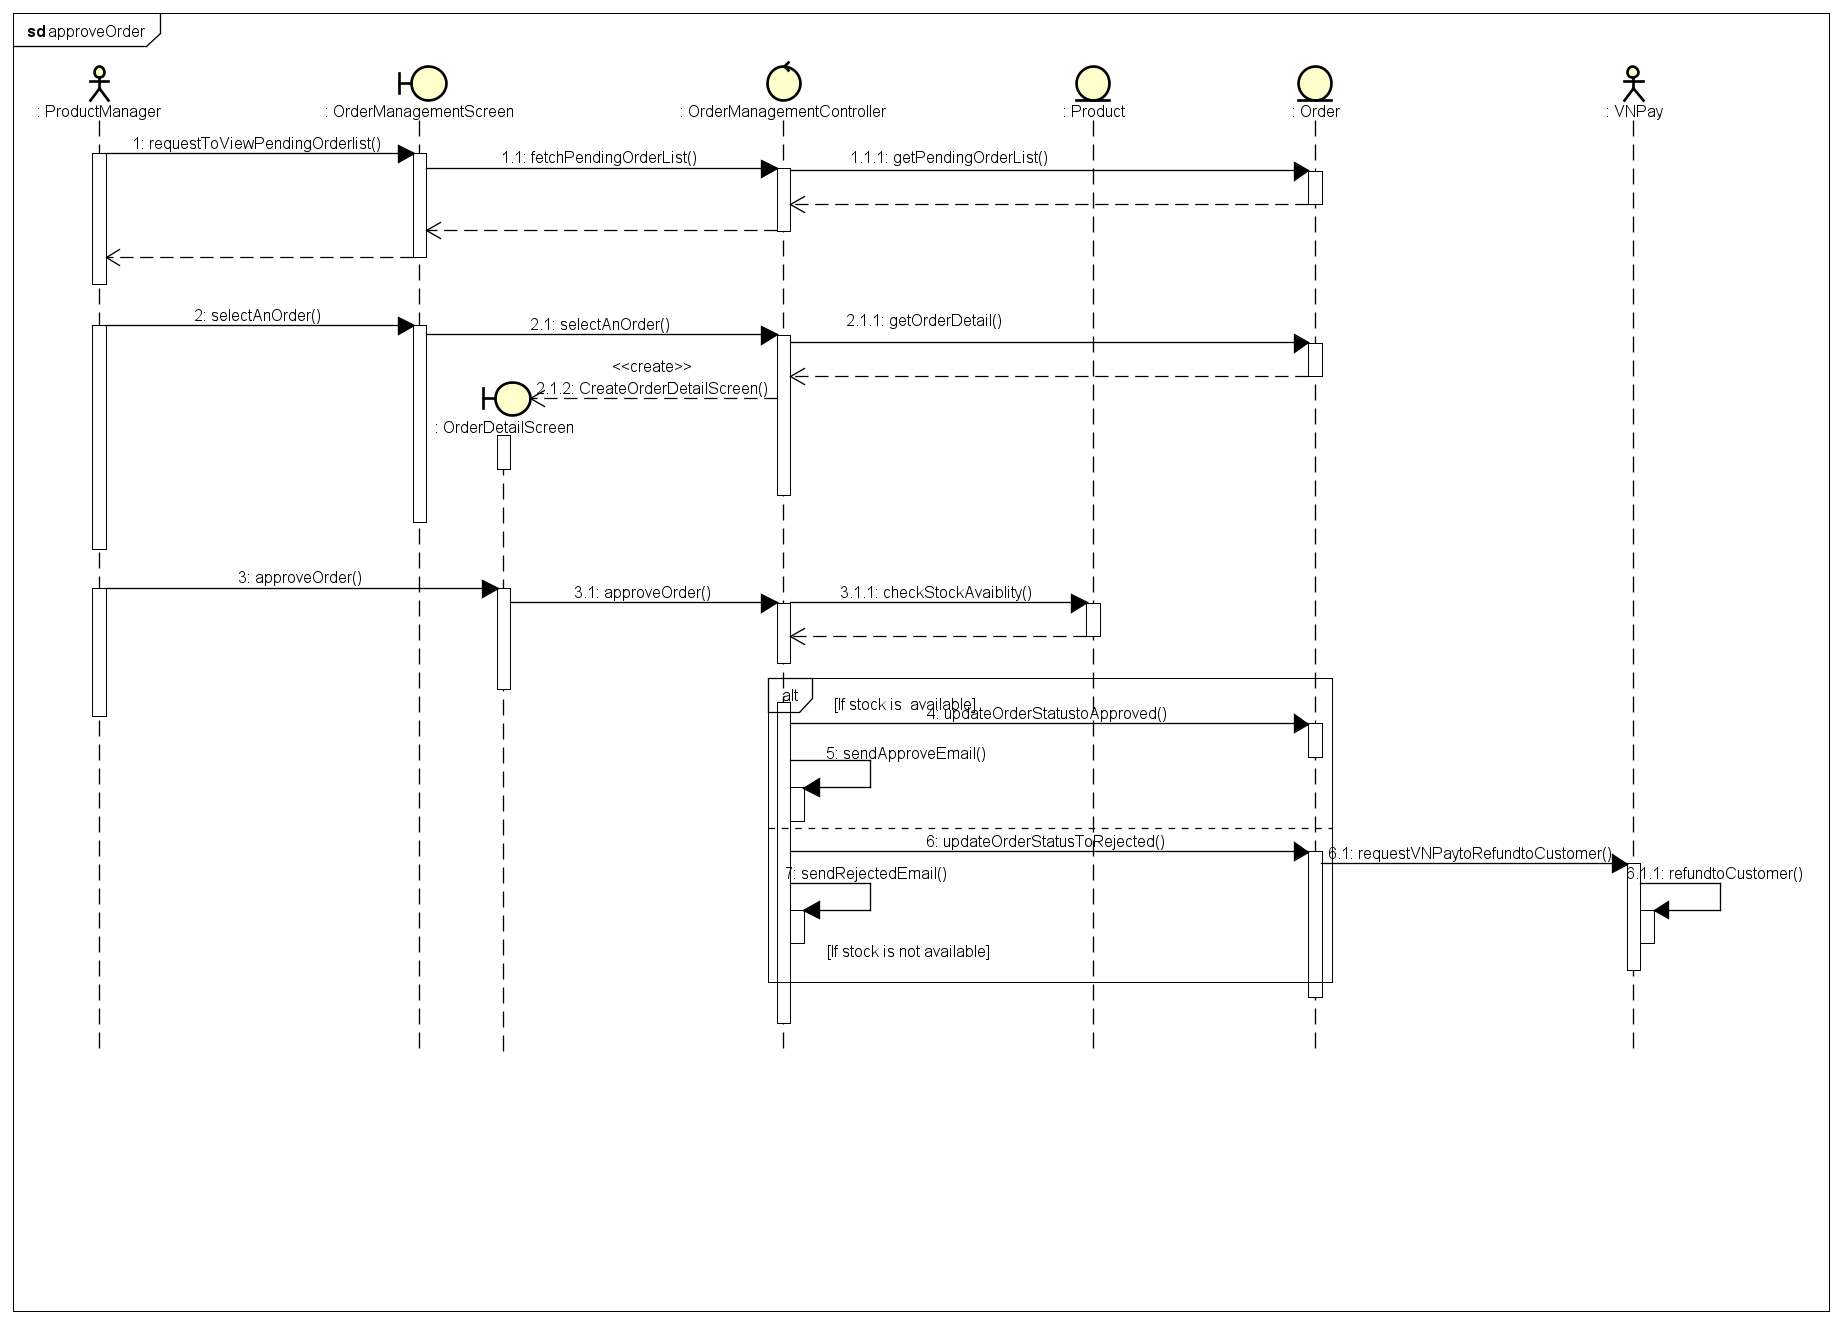 sd approveOrder
: ProductManager
: OrderManagementScreen
: OrderManagementController
: Product
: Order
: VNPay
1: requestToViewPendingOrderlist()
1.1: fetchPendingOrderList()
1.1.1: getPendingOrderList()
2: selectAnOrder()
2.1: selectAnOrder()
2.1.1: getOrderDetail()
<<create>>
2.1.2: CreateOrderDetailScreen()
: OrderDetailScreen
3: approveOrder()
3.1: approveOrder()
3.1.1: checkStockAvaiblity()
alt
[If stock is  available]
4: updateOrderStatustoApproved()
5: sendApproveEmail()
6: updateOrderStatusToRejected()
6.1: requestVNPaytoRefundtoCustomer()
7: sendRejectedEmail()
6.1.1: refundtoCustomer()
[If stock is not available]